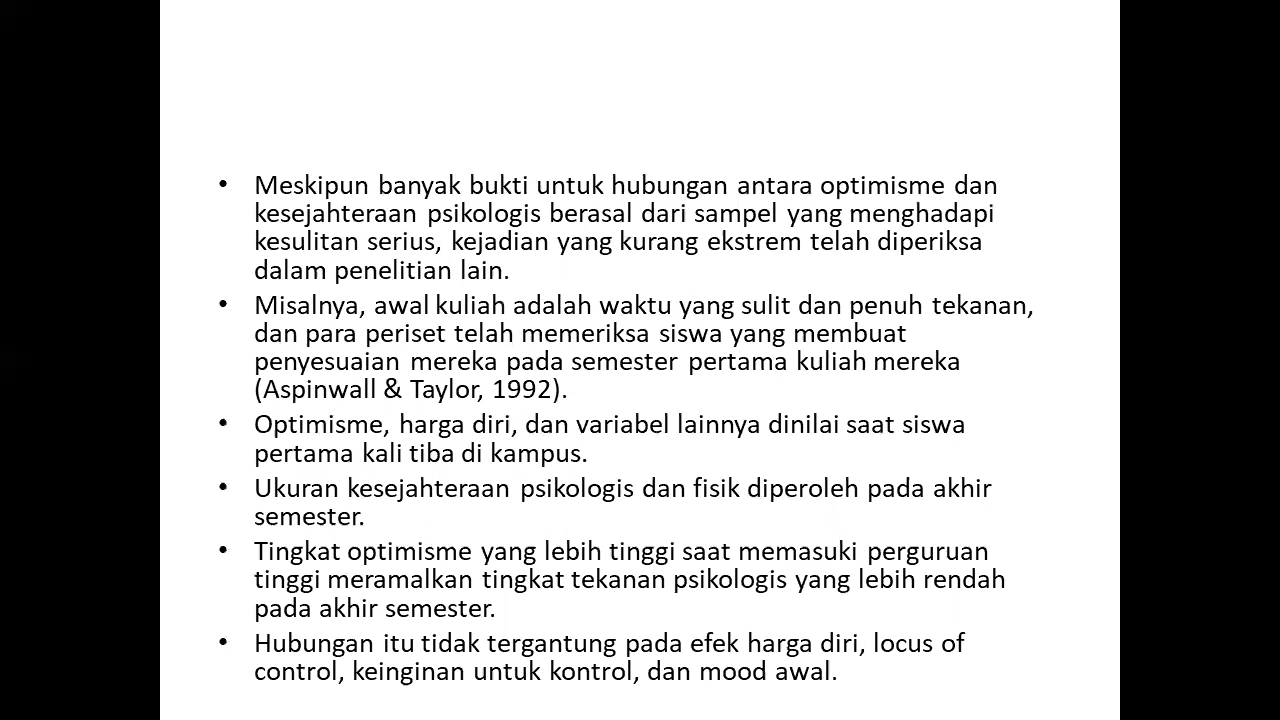 • Meskipun banyak bukti untuk hubungan antara optimisme dan
kesejahteraan psikologis berasal dari sampel yang menghadapi
kesulitan serius, kejadian yang kurang ekstrem telah diperiksa
dalam penelitian lain.
• Misalnya, awal kuliah adalah waktu yang sulit dan penuh tekanan,
dan para periset telah memeriksa siswa yang membuat
penyesuaian mereka pada semester pertama kuliah mereka
(Aspinwall & Taylor, 1992).
• Optimisme, harga diri, dan variabel lainnya dinilai saat siswa
pertama kali tiba di kampus.
• Ukuran kesejahteraan psikologis dan fisik diperoleh pada akhir
semester.
• Tingkat optimisme yang lebih tinggi saat memasuki perguruan
tinggi meramalkan tingkat tekanan psikologis yang lebih rendah
pada akhir semester.
• Hubungan itu tidak tergantung pada efek harga diri, locus of
control, keinginan untuk kontrol, dan mood awal.